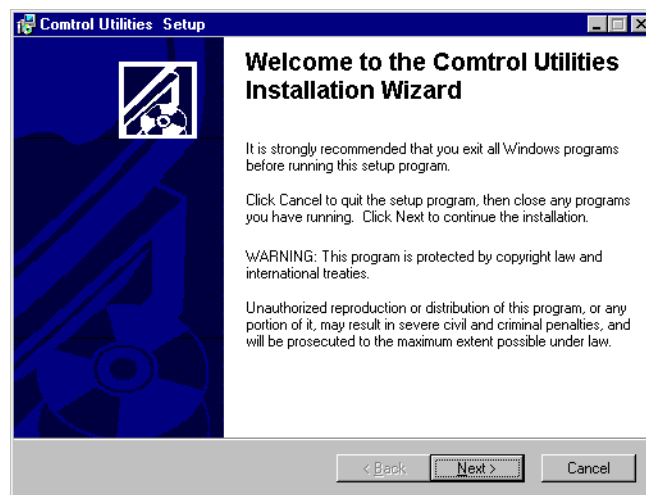 Comtrol Utilities Setup
Welcome to the Comtrol Utilities
Installation Wizard
It is strongly recommended that you exit all Windows programs
before running this setup program.
Click Cancel to quit the setup program, then close any programs
you have running. Click Next to continue the installation.
WARNING: This program is protected by copyright law and
international treaties.
Unauthorized reproduction or distribution of this program, or any
portion of it, may result in severe civil and criminal penalties, and
will be prosecuted to the maximum extent possible under law.
< Back
Next >
Cancel